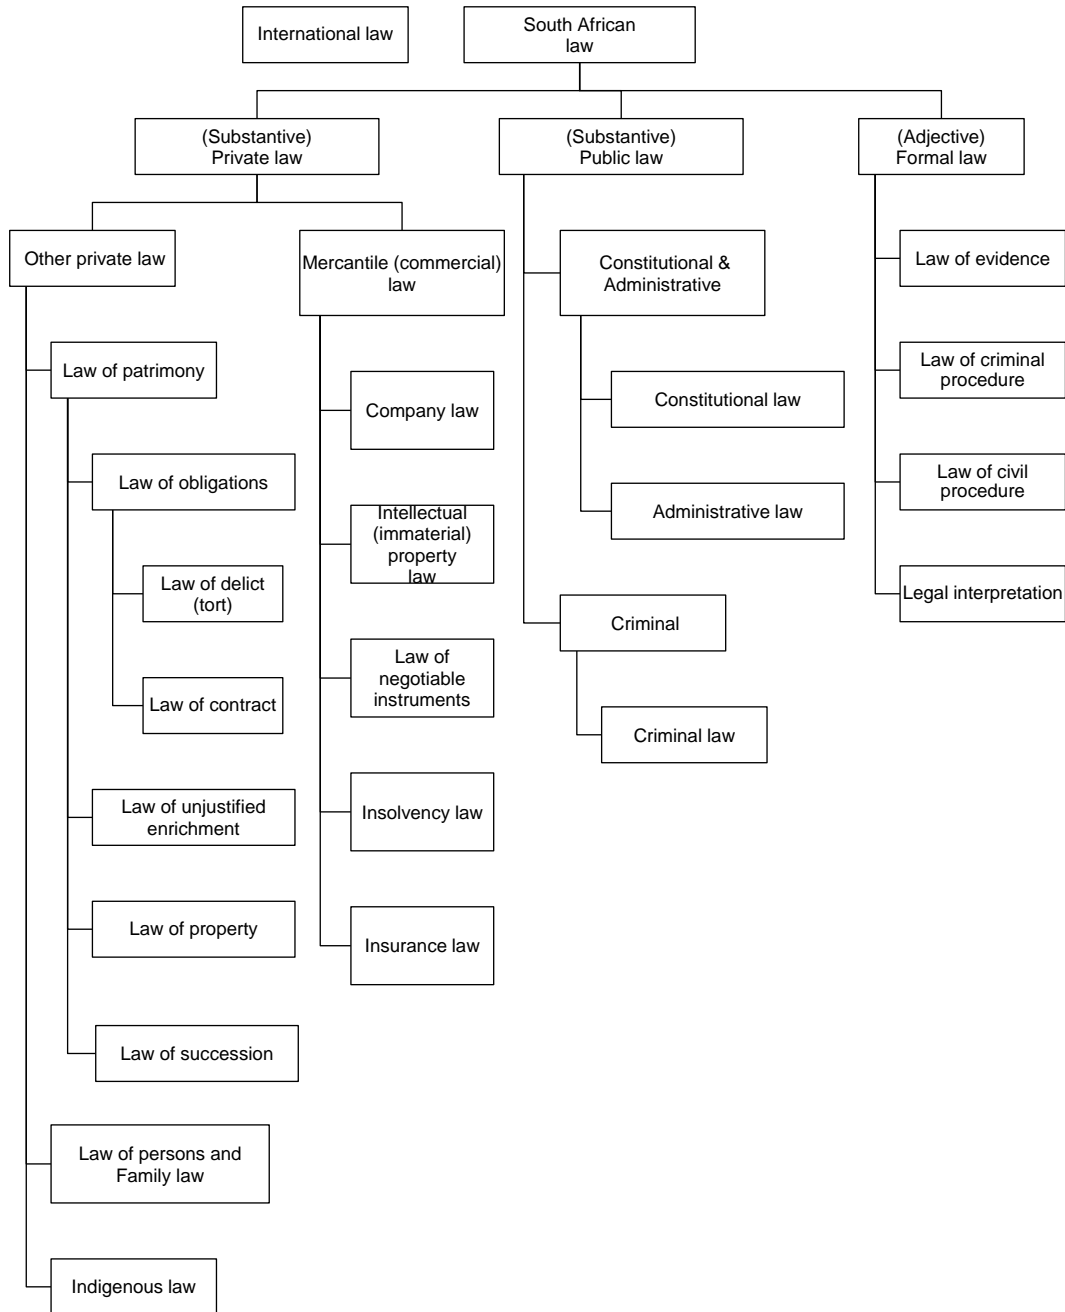 International law
South African
law
(Substantive)
Private law
(Substantive)
Public law
(Adjective)
Formal law
Other private law
Mercantile (commercial)
law
Constitutional &
Administrative
Law of evidence
Law of patrimony
Company law
Constitutional law
Law of criminal
procedure
Law of obligations
Intellectual
(immaterial)
property
law
Administrative law
Law of civil
procedure
Law of delict
(tort)
Law of contract
Law of
negotiable
instruments
Criminal
Legal interpretation
Criminal law
Law of unjustified
enrichment
Insolvency law
Law of property
Insurance law
Law of succession
Law of persons and
Family law
Indigenous law